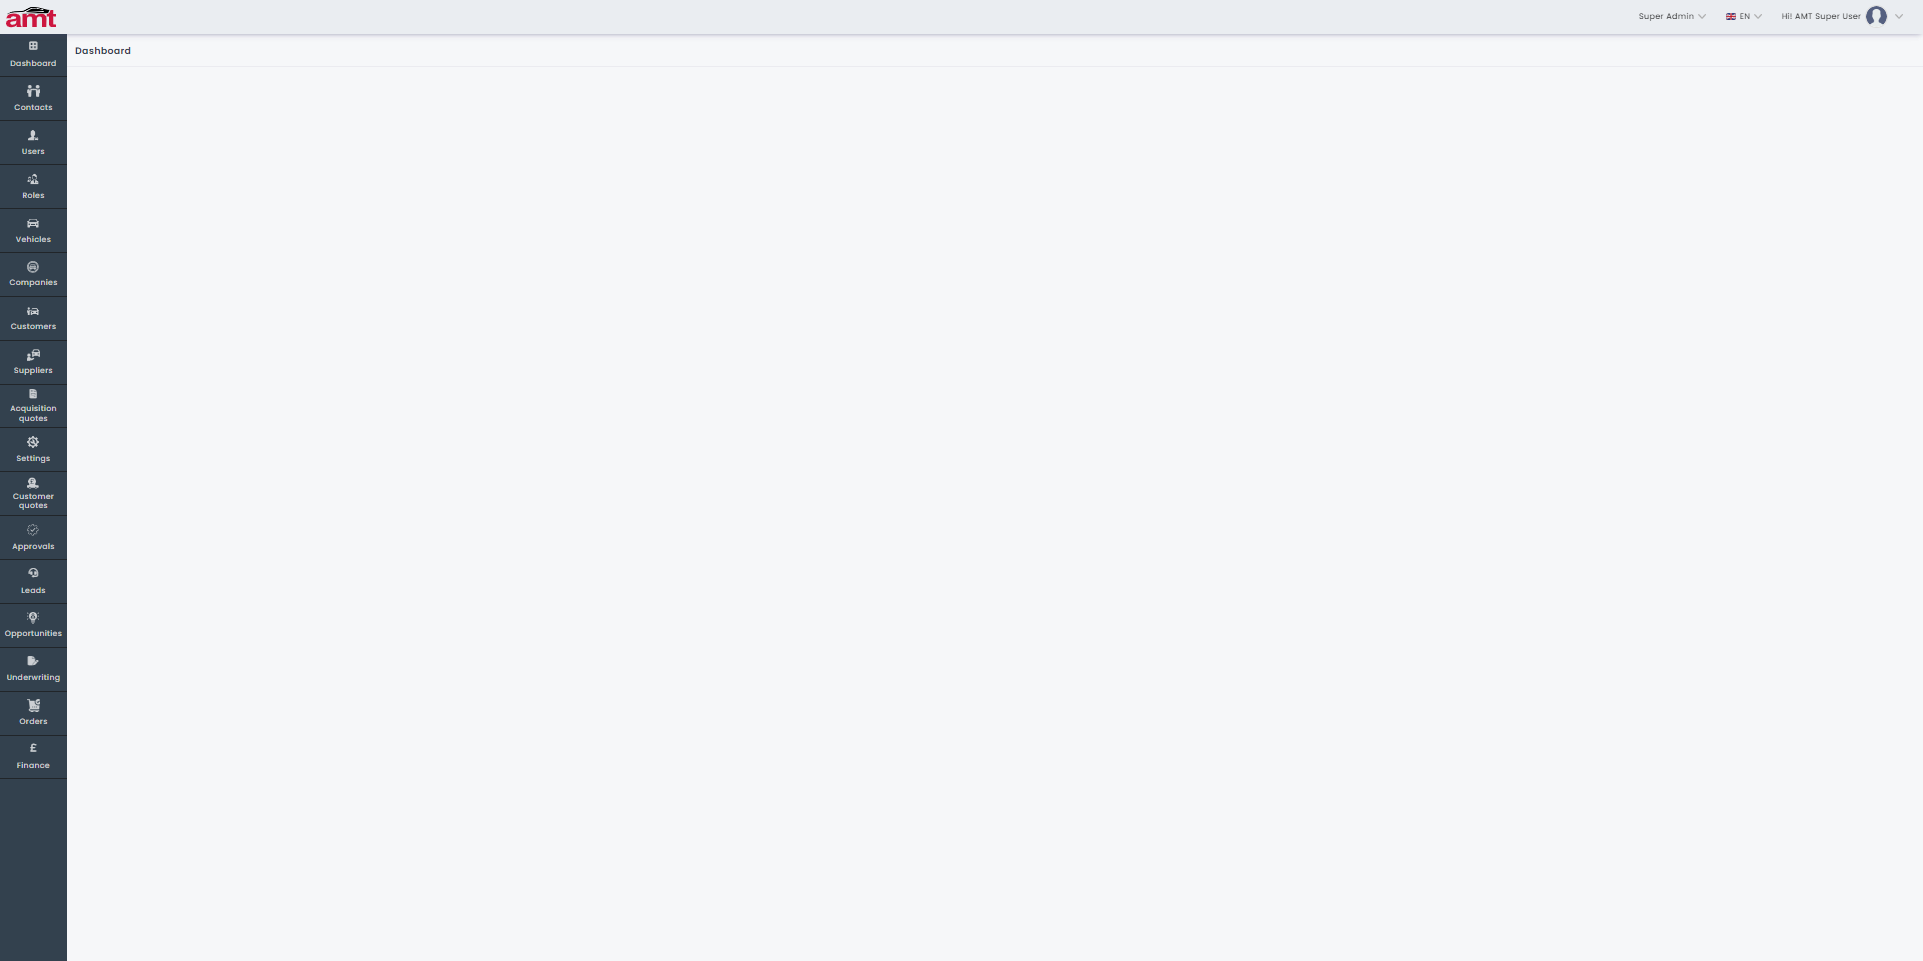 amt
Super Admin
EN
Hi! AMT Super User
Dashboard
Dashboard
Contacts
Users
Roles
Vehicles
Companies
Customers
Suppliers
Acquisition
quotes
Settings
Customer
quotes
Approvals
Leads
Opportunities
Underwriting
Orders
£
Finance